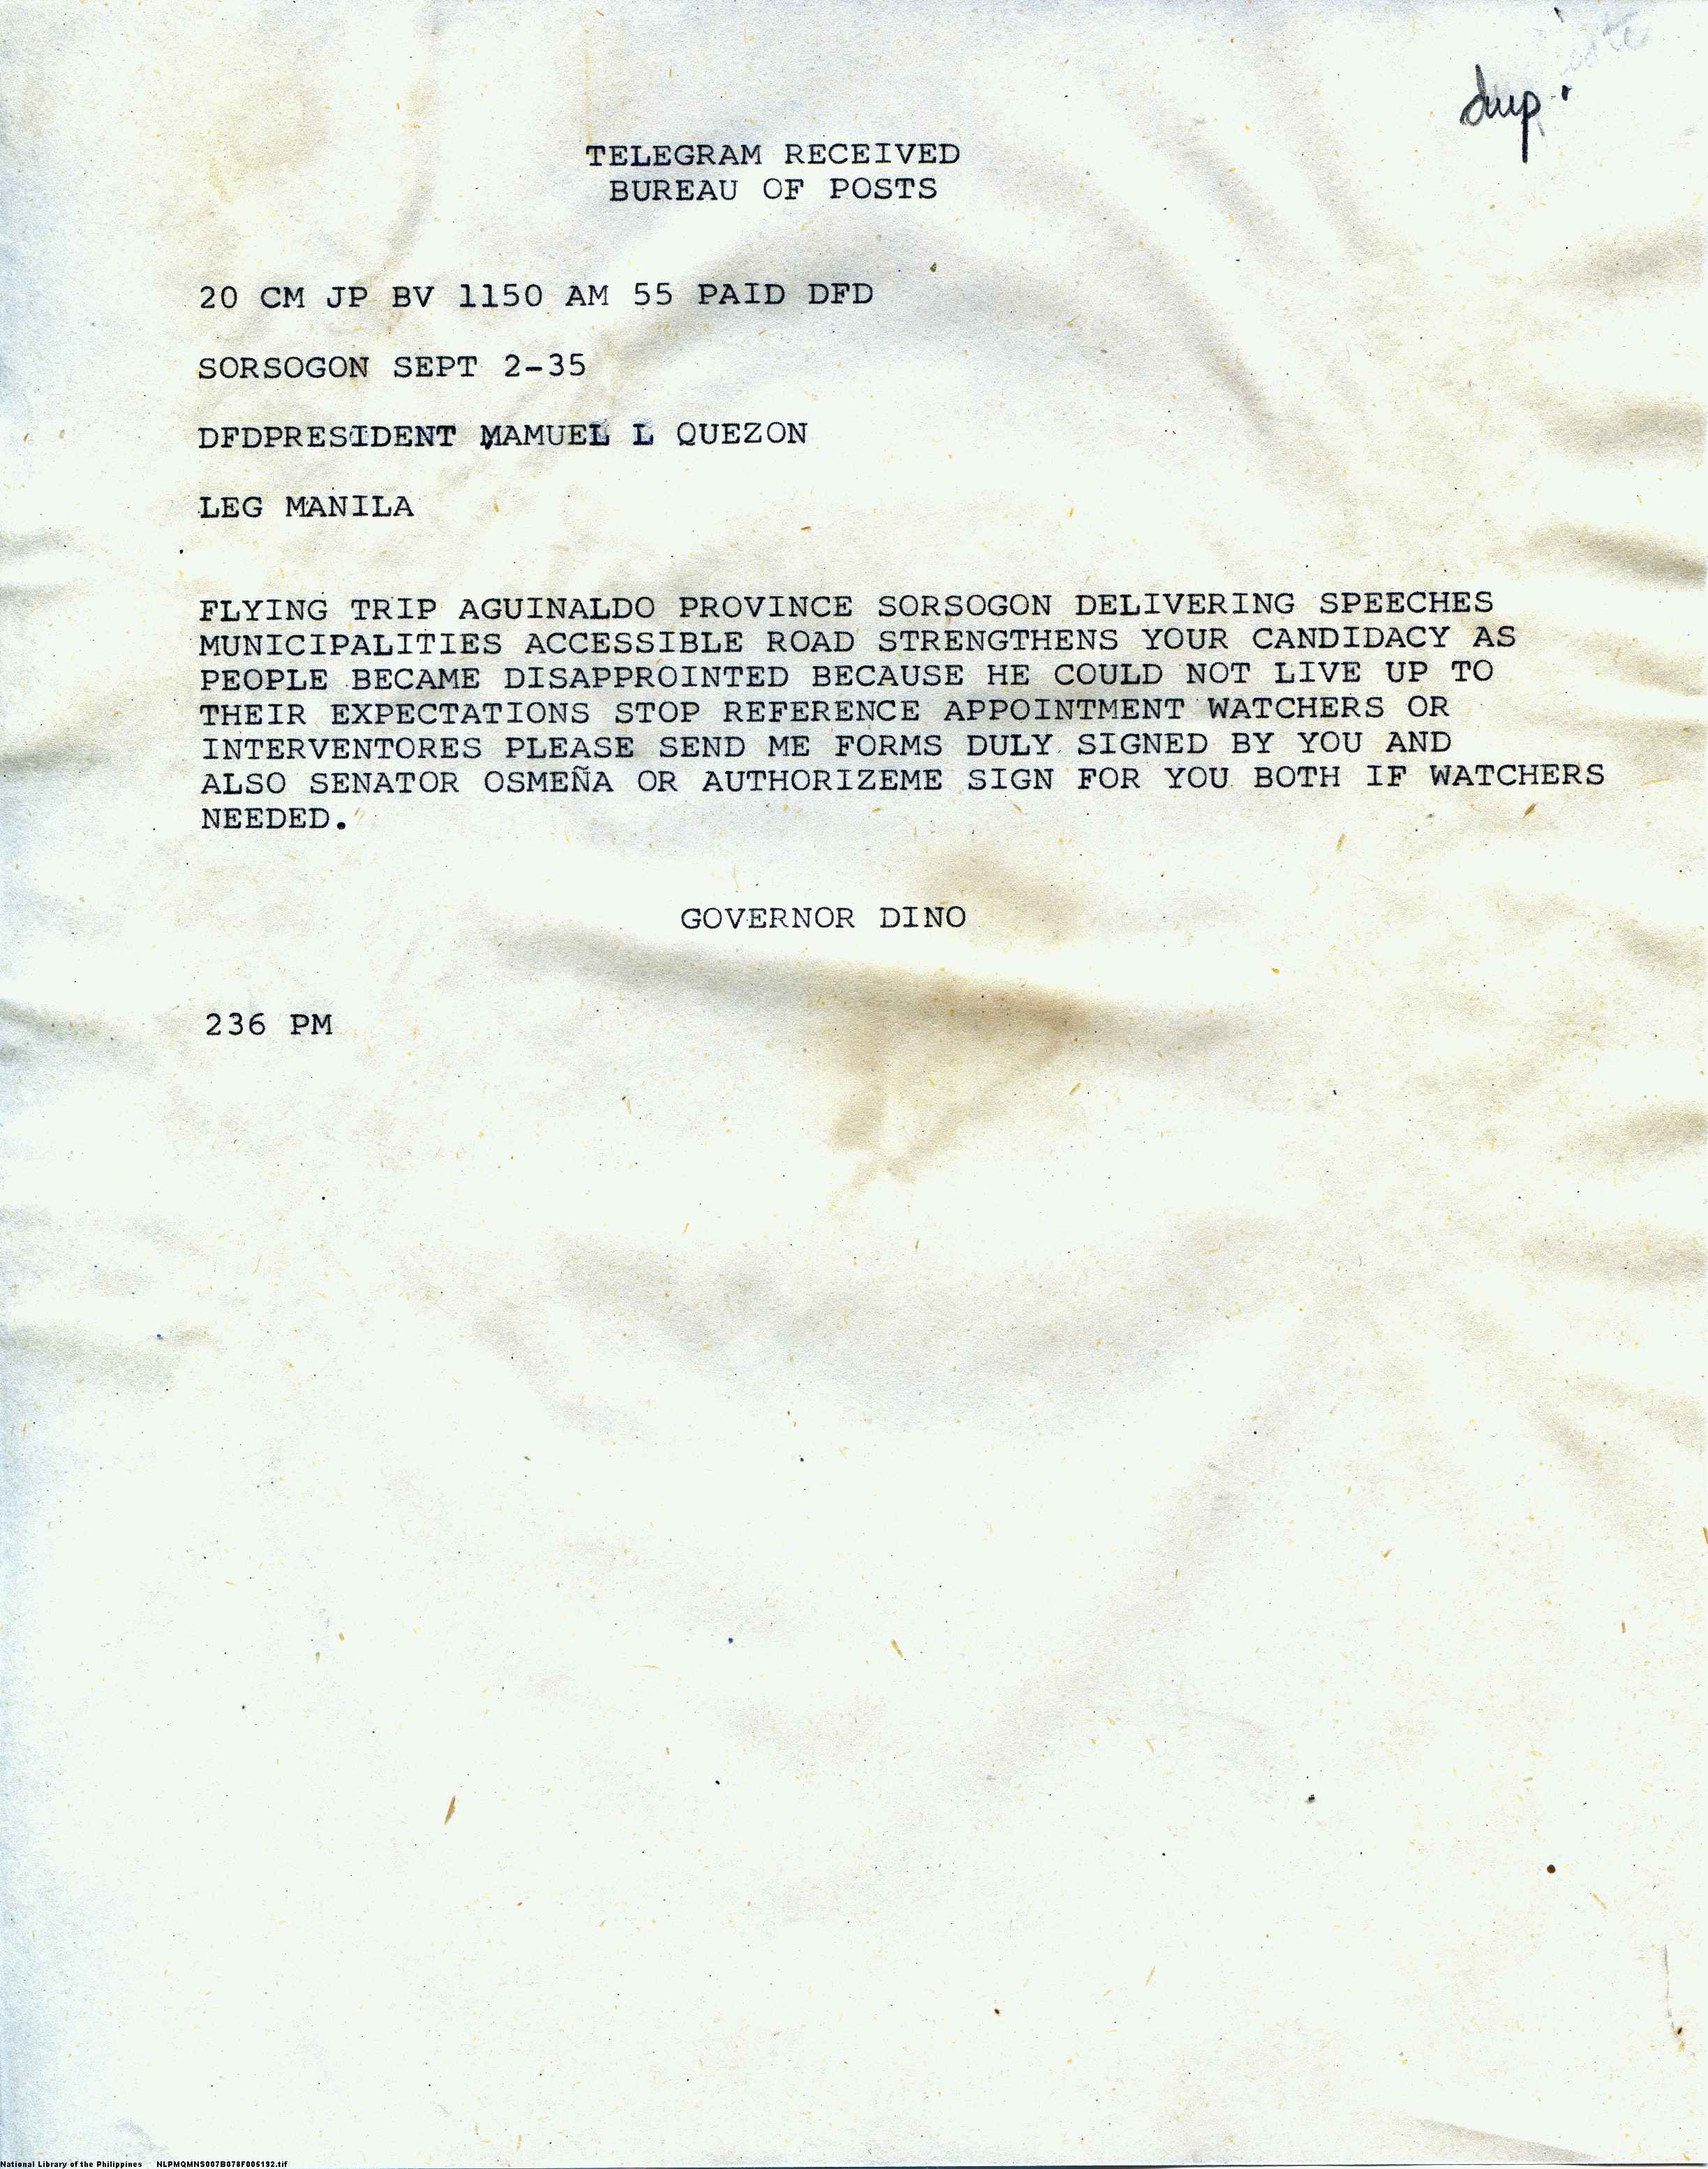 dup.
TELEGRAM RECEIVED
BUREAU OF POSTS
20 CM JP BV 1150 AM 55 PAID DFD
SORSOGON SEPT 2-35
DFDPRESIDENT MAMUEL L QUEZON
LEG MANILA
FLYING TRIP AGUINALDO PROVINCE SORSOGON DELIVERING SPEECHES
MUNICIPALITIES ACCESSIBLE ROAD STRENGTHENS YOUR CANDIDACY AS
PEOPLE BECAME DISAPPROINTED BECAUSE HE COULD NOT LIVE UP TO
THEIR EXPECTATIONS STOP REFERENCE APPOINTMENT WATCHERS OR
INTERVENTORES PLEASE SEND ME FORMS DULY SIGNED BY YOU AND
ALSO SENATOR OSMEÑA OR AUTHORIZEME SIGN FOR YOU BOTH IF WATCHERS
NEEDED.
GOVERNOR DINO
236 PM
National Library of the Philippines NLPMQMNS007B078F005192.tif